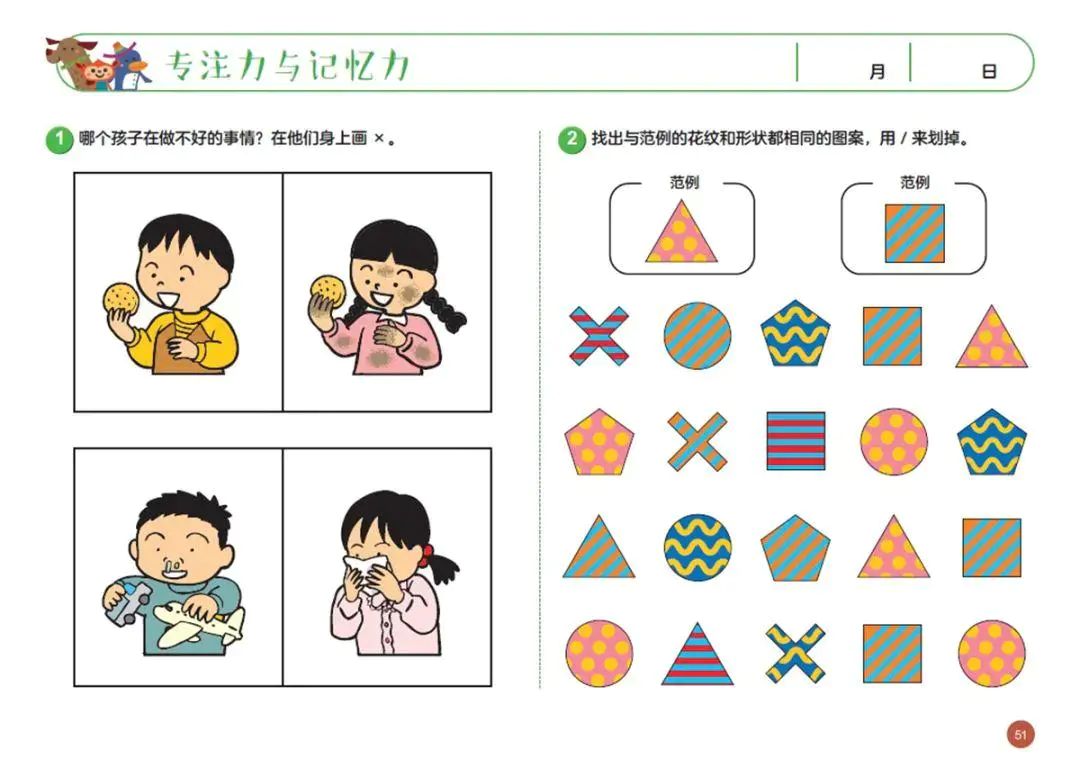 专注力与记忆力
月 日
1 哪个孩子在做不好的事情？在他们身上画 × 。
2 找出与范例的花纹和形状都相同的图案，用 / 来划掉。
范例 范例
51